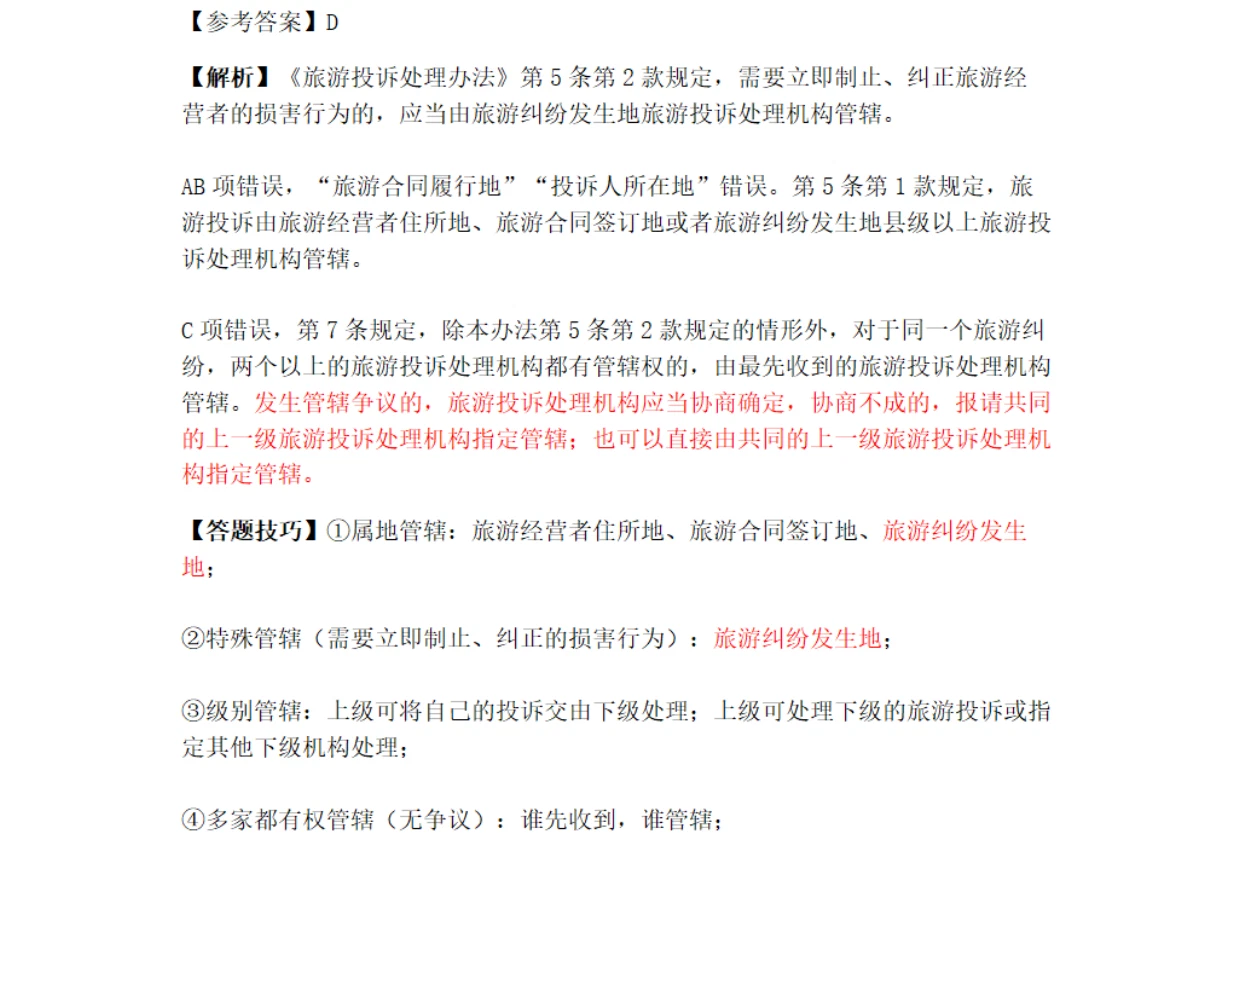 【参考答案】D
【解析】《旅游投诉处理办法》第 5 条第 2 款规定，需要立即制止、纠正旅游经
营者的损害行为的，应当由旅游纠纷发生地旅游投诉处理机构管辖。
AB 项错误，“旅游合同履行地”“投诉人所在地”错误。第 5 条第 1 款规定，旅
游投诉由旅游经营者住所地、旅游合同签订地或者旅游纠纷发生地县级以上旅游投
诉处理机构管辖。
C 项错误，第 7 条规定，除本办法第 5 条第 2 款规定的情形外，对于同一个旅游纠
纷，两个以上的旅游投诉处理机构都有管辖权的，由最先收到的旅游投诉处理机构
管辖。发生管辖争议的，旅游投诉处理机构应当协商确定，协商不成的，报请共同
的上一级旅游投诉处理机构指定管辖；也可以直接由共同的上一级旅游投诉处理机
构指定管辖。
【答题技巧】①属地管辖：旅游经营者住所地、旅游合同签订地、旅游纠纷发生
地；
②特殊管辖（需要立即制止、纠正的损害行为）：旅游纠纷发生地；
③级别管辖：上级可将自己的投诉交由下级处理；上级可处理下级的旅游投诉或指
定其他下级机构处理；
④多家都有权管辖（无争议）：谁先收到，谁管辖；